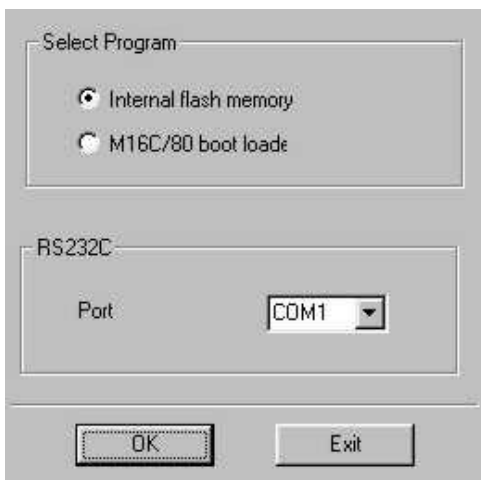 Select Program
Internal flash memory
M16C/80 boot loade
RS232C
Port COM1
OK Exit